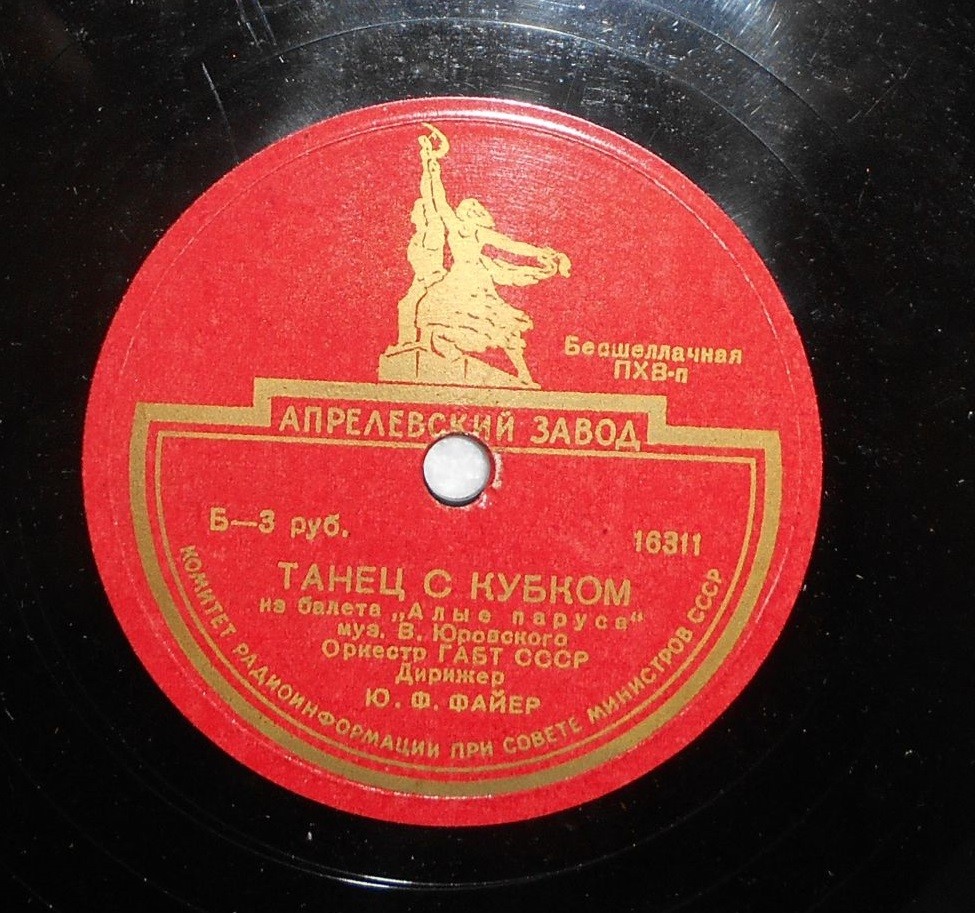 Бесшеллачная
ПХВ-п
АПРЕЛЕВСКИЙ ЗАВОД
Б—3 руб.
16311
ТАНЕЦ С КУБКОМ
из балета „Алые паруса“
муз. В. Юровского
Оркестр ГАБТ СССР
Дирижер
Ю. Ф. ФАЙЕР
КОМИТЕТ РАДИОИНФОРМАЦИИ ПРИ СОВЕТЕ МИНИСТРОВ СССР